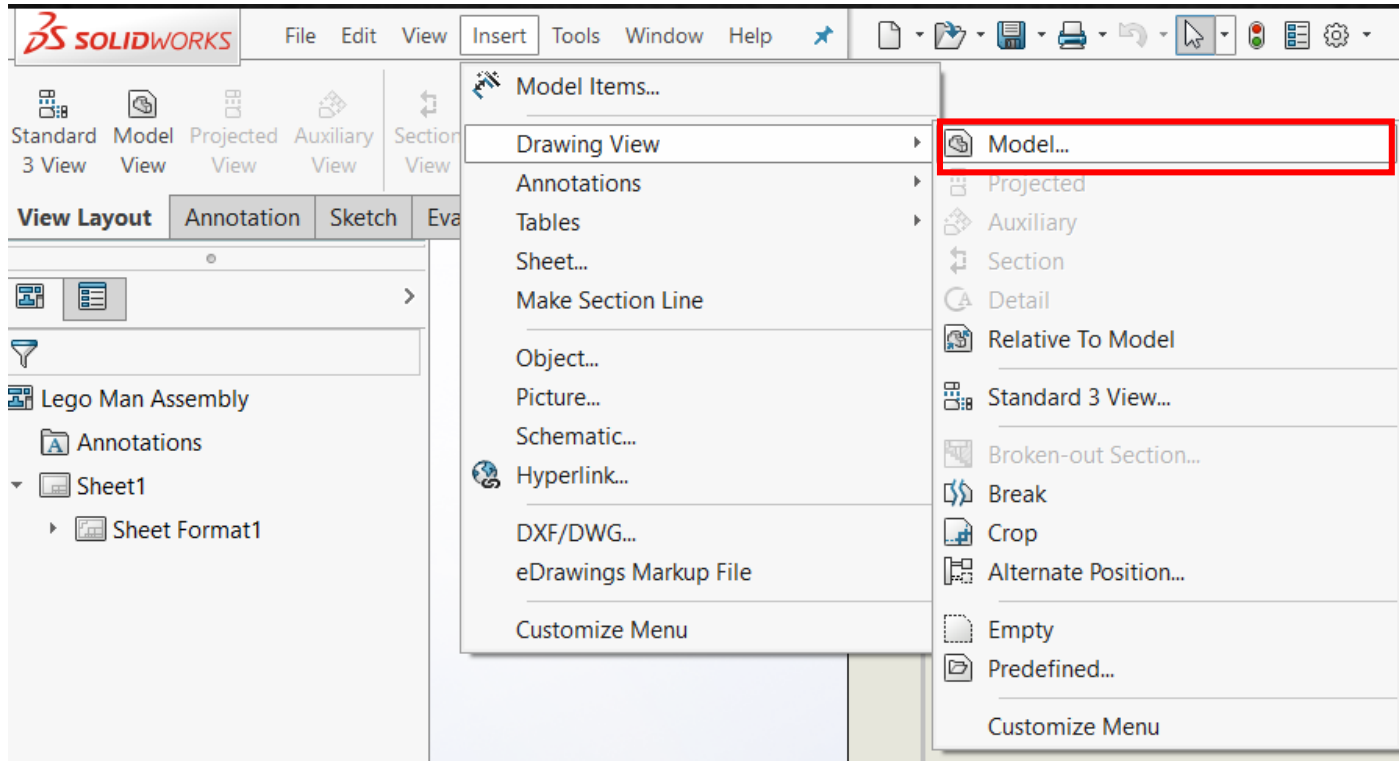 SOLIDWORKS File Edit View Insert Tools Window Help
Standard 3 View
Model View
Projected View
Auxiliary View
Section View
View Layout Annotation Sketch Eva
Lego Man Assembly
Annotations
Sheet1
Sheet Format1
Model Items...
Drawing View
Annotations
Tables
Sheet...
Make Section Line
Object...
Picture...
Schematic...
Hyperlink...
DXF/DWG...
eDrawings Markup File
Customize Menu
Model...
Projected
Auxiliary
Section
Detail
Relative To Model
Standard 3 View...
Broken-out Section...
Break
Crop
Alternate Position...
Empty
Predefined...
Customize Menu